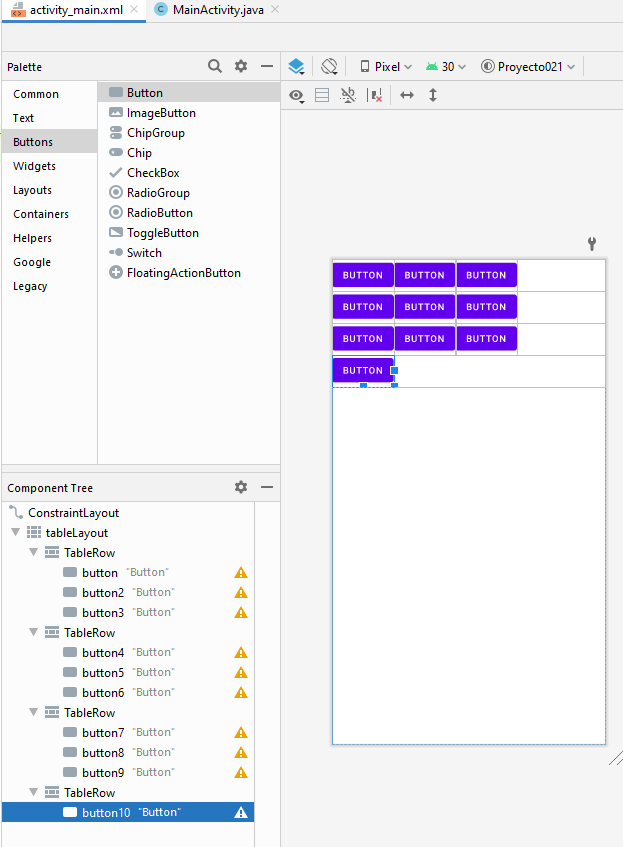 activity_main.xml MainActivity.java
Palette
Pixel 30 Proyecto021
Common
Text
Buttons
Widgets
Layouts
Containers
Helpers
Google
Legacy
Button
ImageButton
ChipGroup
Chip
CheckBox
RadioGroup
RadioButton
ToggleButton
Switch
FloatingActionButton
BUTTON BUTTON BUTTON
BUTTON BUTTON BUTTON
BUTTON BUTTON BUTTON
BUTTON
Component Tree
ConstraintLayout
tableLayout
TableRow
button "Button"
button2 "Button"
button3 "Button"
TableRow
button4 "Button"
button5 "Button"
button6 "Button"
TableRow
button7 "Button"
button8 "Button"
button9 "Button"
TableRow
button10 "Button"